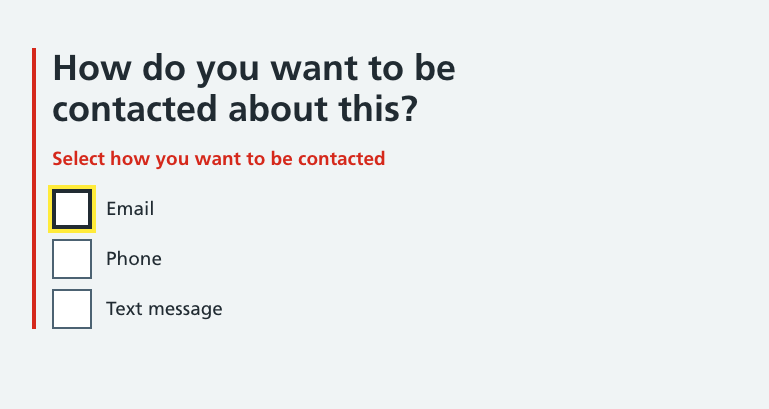 How do you want to be
contacted about this?
Select how you want to be contacted
Email
Phone
Text message